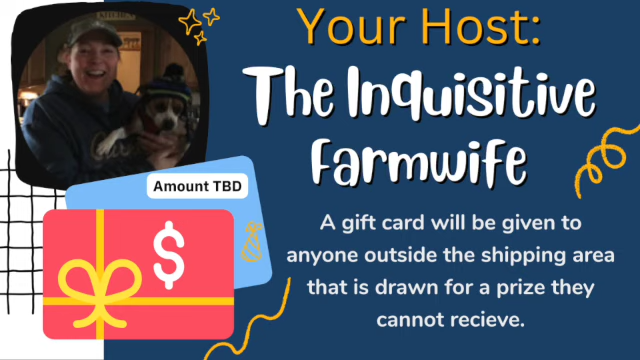 Your Host:
The Inquisitive
Farmwife
Amount TBD
$
A gift card will be given to
anyone outside the shipping area
that is drawn for a prize they
cannot recieve.